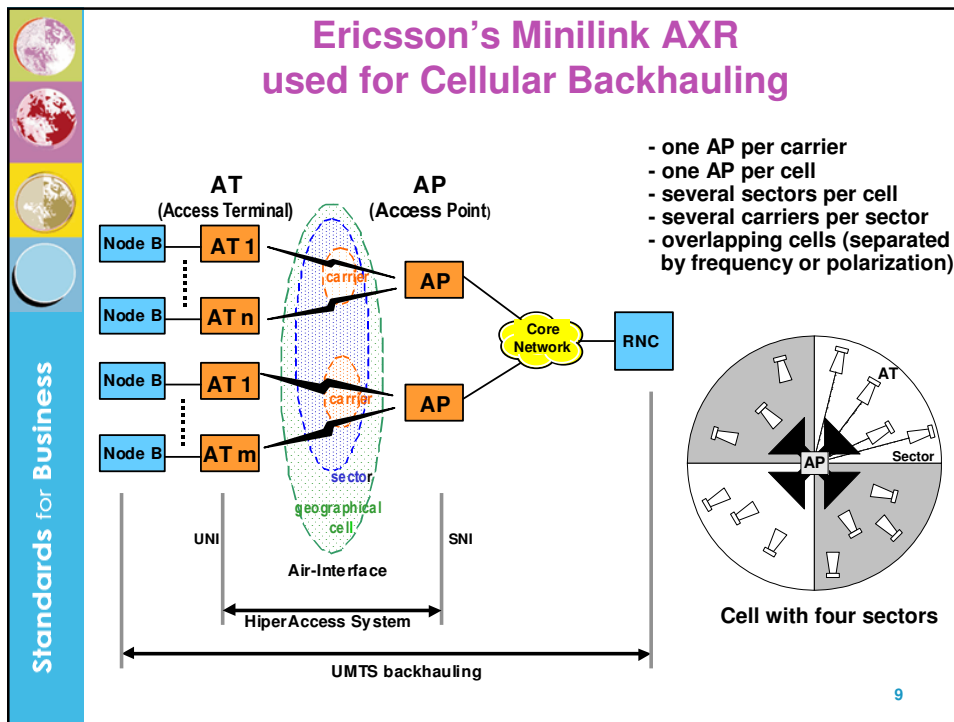 Ericsson's Minilink AXR
used for Cellular Backhauling
- one AP per carrier
- one AP per cell
- several sectors per cell
- several carriers per sector
- overlapping cells (separated
by frequency or polarization)
AT
(Access Terminal)
AP
(Access Point)
Node B
AT 1
carrier
AP
Node B
AT n
Core
Network
RNC
Node B
AT 1
carrier
AP
Node B
AT m
sector
geographical
cell
UNI
SNI
Air-Interface
HiperAccess System
UMTS backhauling
AT
Sector
AP
Cell with four sectors
Standards for Business
9